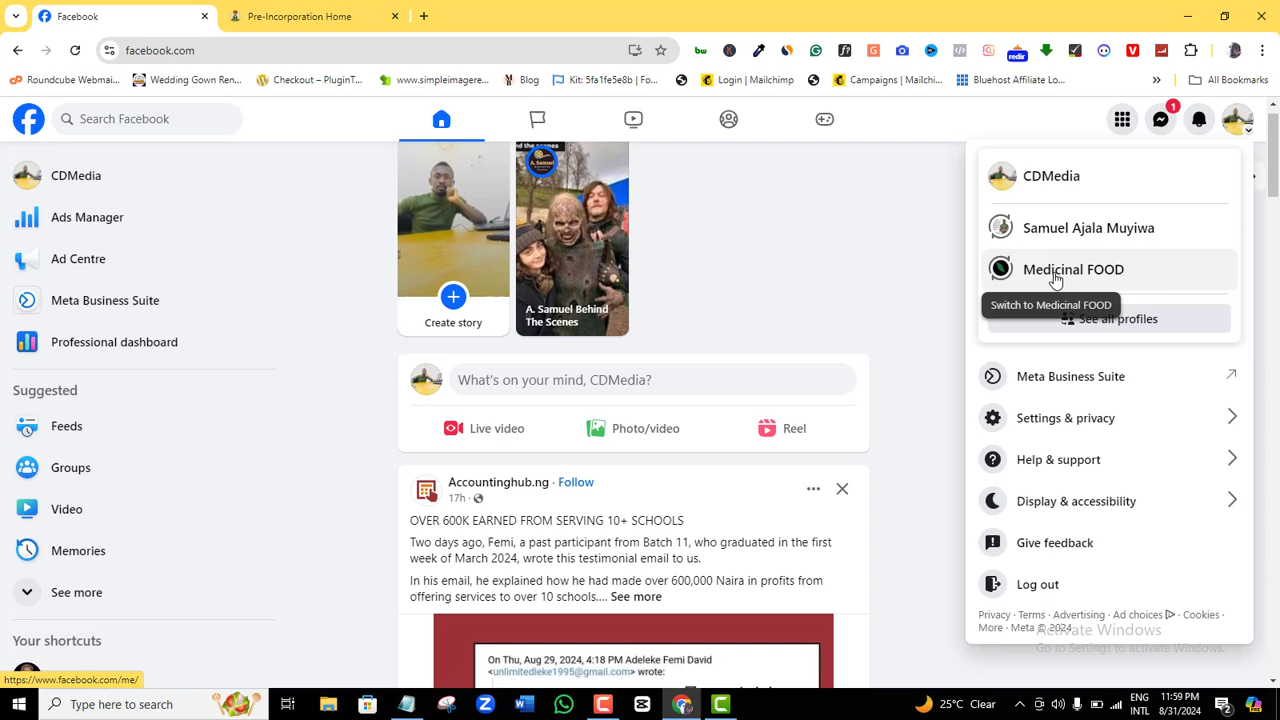 Facebook
Pre-Incorporation Home
facebook.com
Roundcube Webmai...
Wedding Gown Ren...
Checkout – PluginT...
www.simpleimagere...
Blog
Kit: 5fa1fe5e8b | Fo...
Login | Mailchimp
Campaigns | Mailchi...
Bluehost Affiliate Lo...
All Bookmarks
Search Facebook
1
CDMedia
Ads Manager
Ad Centre
Meta Business Suite
Professional dashboard
Suggested
Feeds
Groups
Video
Memories
See more
Your shortcuts
https://www.facebook.com/me/
Create story
A. Samuel Behind
The Scenes
What's on your mind, CDMedia?
Live video
Photo/video
Reel
Accountinghub.ng · Follow
17h ·
OVER 600K EARNED FROM SERVING 10+ SCHOOLS
Two days ago, Femi, a past participant from Batch 11, who graduated in the first
week of March 2024, wrote this testimonial email to us.
In his email, he explained how he had made over 600,000 Naira in profits from
offering services to over 10 schools.... See more
On Thu, Aug 29, 2024, 4:18 PM Adeleke Femi David
<unlimitedleke1995@gmail.com> wrote:
CDMedia
Samuel Ajala Muyiwa
Medicinal FOOD
Switch to Medicinal FOOD
See all profiles
Meta Business Suite
Settings & privacy
Help & support
Display & accessibility
Give feedback
Log out
Privacy · Terms · Advertising · Ad choices · Cookies ·
More · Meta © 2024
Activate Windows
Go to Settings to activate Windows.
Type here to search
25°C Clear
ENG
INTL
11:59 PM
8/31/2024
2